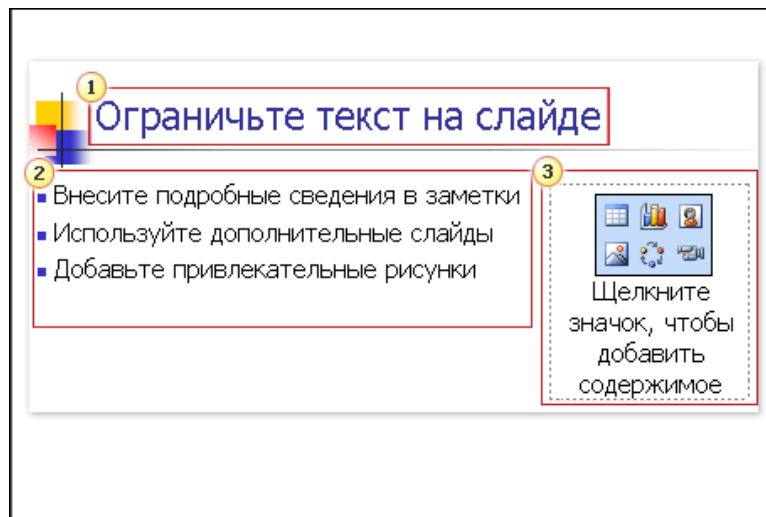 1
Ограничьте текст на слайде
2
Внесите подробные сведения в заметки
Используйте дополнительные слайды
Добавьте привлекательные рисунки
3
Щелкните
значок, чтобы
добавить
содержимое